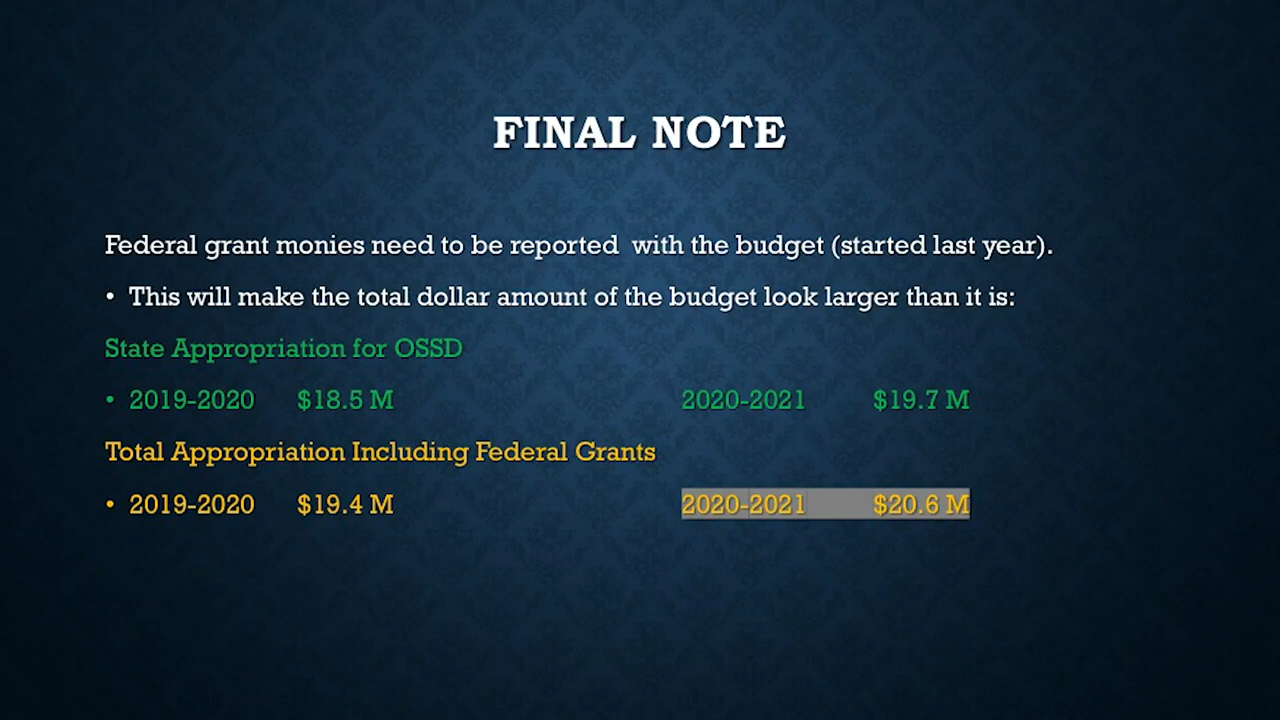 FINAL NOTE
Federal grant monies need to be reported  with the budget (started last year).
• This will make the total dollar amount of the budget look larger than it is:
State Appropriation for OSSD
• 2019-2020 $18.5 M 2020-2021 $19.7 M
Total Appropriation Including Federal Grants
• 2019-2020 $19.4 M 2020-2021 $20.6 M